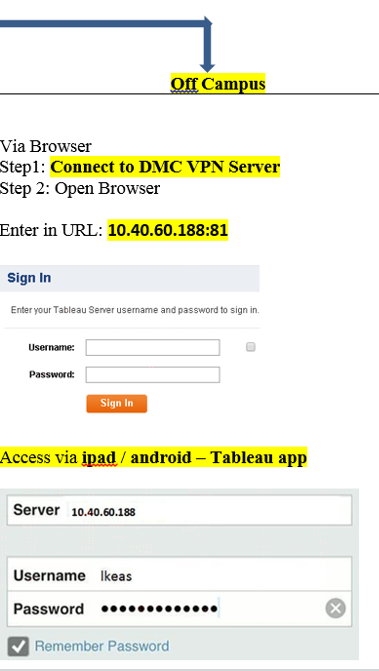 Off Campus
Via Browser
Step1: Connect to DMC VPN Server
Step 2: Open Browser
Enter in URL: 10.40.60.188:81
Sign In
Enter your Tableau Server username and password to sign in.
Username:
Password:
Sign In
Access via ipad / android – Tableau app
Server 10.40.60.188
Username lkeas
Password •••••••••••••
Remember Password